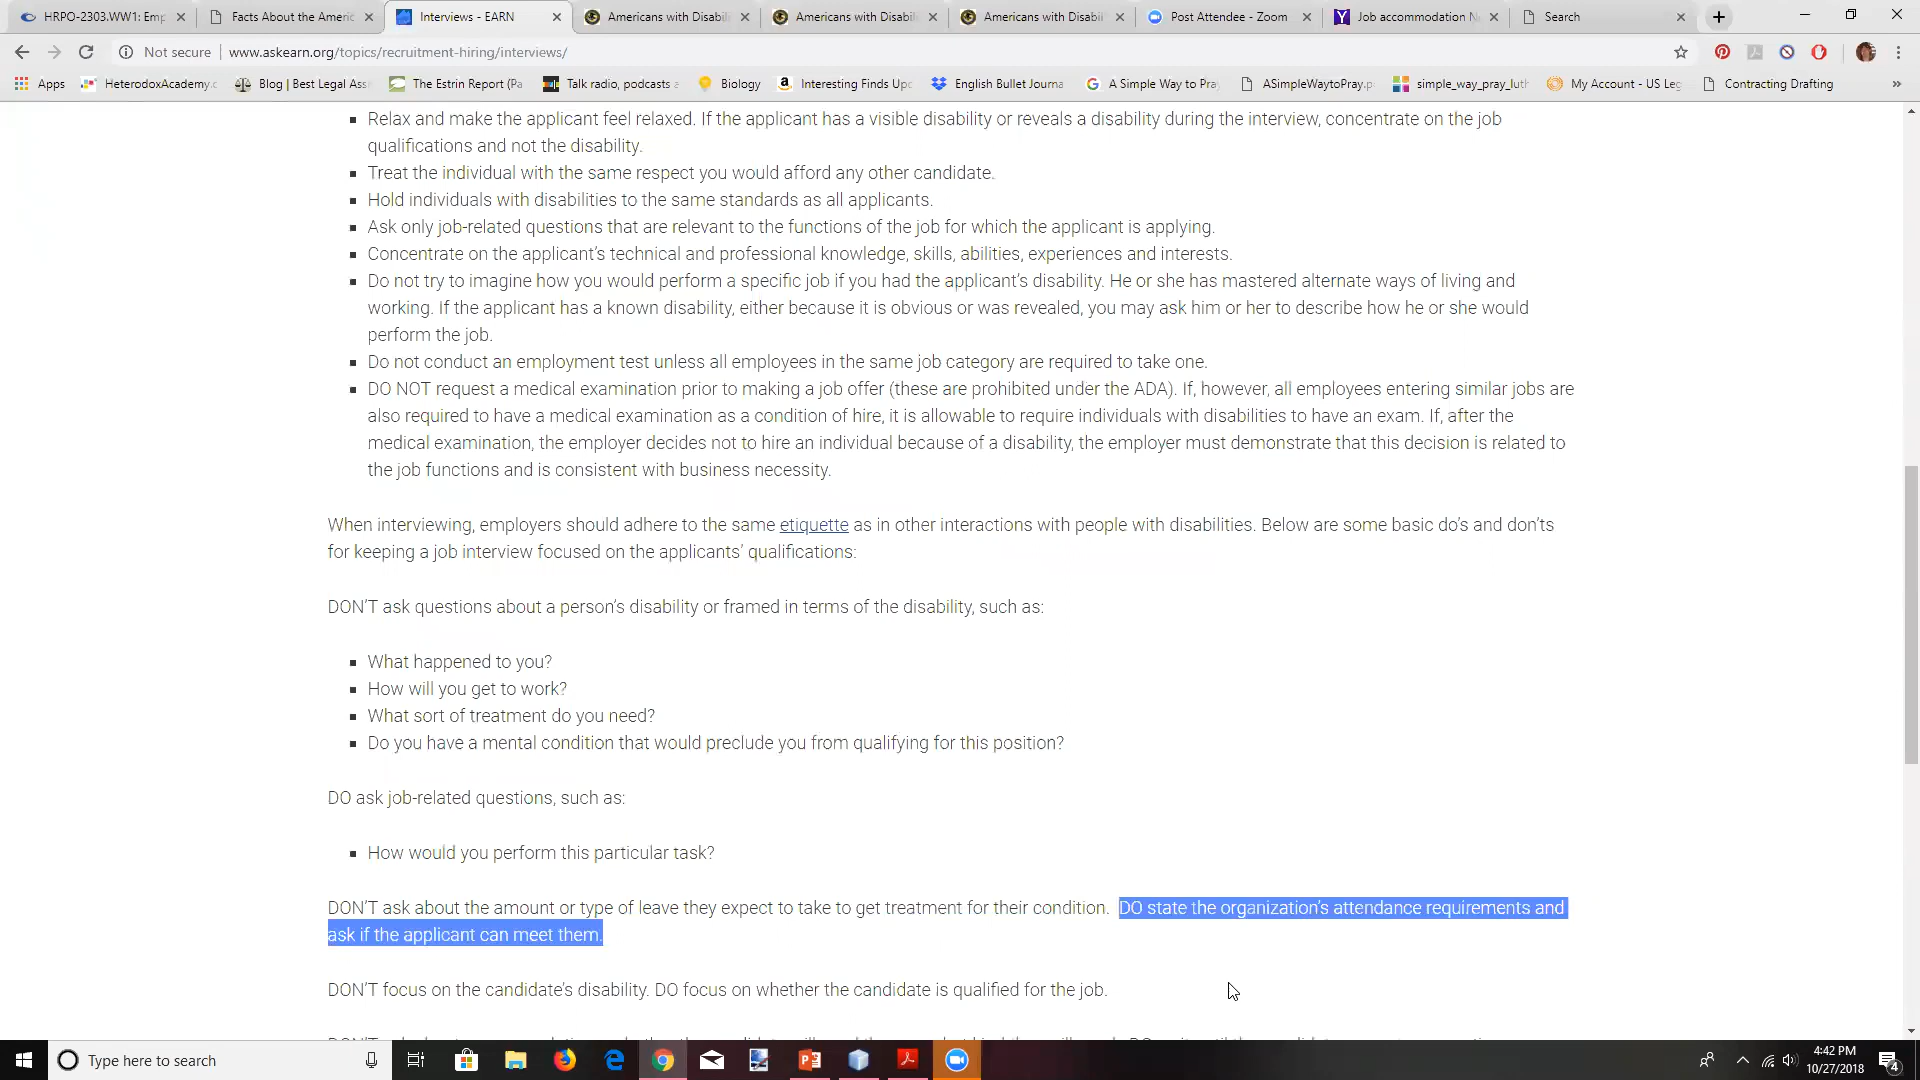 HRPO-2303.WW1: Emp
Facts About the Americ
Interviews - EARN
Americans with Disabili
Americans with Disabili
Americans with Disabili
Post Attendee - Zoom
Job accommodation N
Search
Not secure www.askearn.org/topics/recruitment-hiring/interviews/
Apps
HeterodoxAcademy.c
Blog | Best Legal Assi
The Estrin Report (Pa
Talk radio, podcasts a
Biology
Interesting Finds Upd
English Bullet Journa
A Simple Way to Pra
ASimpleWaytoPray.p
simple_way_pray_luth
My Account - US Leg
Contracting Drafting
Relax and make the applicant feel relaxed. If the applicant has a visible disability or reveals a disability during the interview, concentrate on the job
qualifications and not the disability.
Treat the individual with the same respect you would afford any other candidate.
Hold individuals with disabilities to the same standards as all applicants.
Ask only job-related questions that are relevant to the functions of the job for which the applicant is applying.
Concentrate on the applicant's technical and professional knowledge, skills, abilities, experiences and interests.
Do not try to imagine how you would perform a specific job if you had the applicant's disability. He or she has mastered alternate ways of living and
working. If the applicant has a known disability, either because it is obvious or was revealed, you may ask him or her to describe how he or she would
perform the job.
Do not conduct an employment test unless all employees in the same job category are required to take one.
DO NOT request a medical examination prior to making a job offer (these are prohibited under the ADA). If, however, all employees entering similar jobs are
also required to have a medical examination as a condition of hire, it is allowable to require individuals with disabilities to have an exam. If, after the
medical examination, the employer decides not to hire an individual because of a disability, the employer must demonstrate that this decision is related to
the job functions and is consistent with business necessity.
When interviewing, employers should adhere to the same etiquette as in other interactions with people with disabilities. Below are some basic do's and don'ts
for keeping a job interview focused on the applicants' qualifications:
DON'T ask questions about a person's disability or framed in terms of the disability, such as:
What happened to you?
How will you get to work?
What sort of treatment do you need?
Do you have a mental condition that would preclude you from qualifying for this position?
DO ask job-related questions, such as:
How would you perform this particular task?
DON'T ask about the amount or type of leave they expect to take to get treatment for their condition. DO state the organization's attendance requirements and
ask if the applicant can meet them.
DON'T focus on the candidate's disability. DO focus on whether the candidate is qualified for the job.
Type here to search
4:42 PM
10/27/2018
4